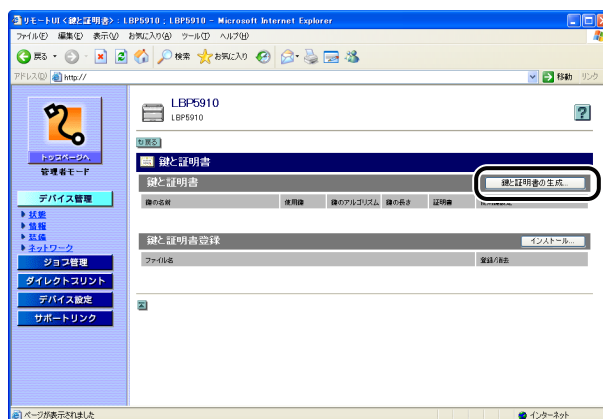 リモートUI <鍵と証明書> : LBP5910 ; LBP5910 - Microsoft Internet Explorer
ファイル(F) 編集(E) 表示(V) お気に入り(A) ツール(T) ヘルプ(H)
戻る 検索 お気に入り
アドレス(D) http:// 移動 リンク
LBP5910
LBP5910
戻る
トップページへ
管理者モード
鍵と証明書
鍵と証明書 鍵と証明書の生成...
鍵の名前 使用鍵 鍵のアルゴリズム 鍵の長さ 証明書
デバイス管理
状態
情報
装備
ネットワーク
ジョブ管理
ダイレクトプリント
デバイス設定
サポートリンク
鍵と証明書登録 インストール...
ファイル名 登録/消去
ページが表示されました インターネット